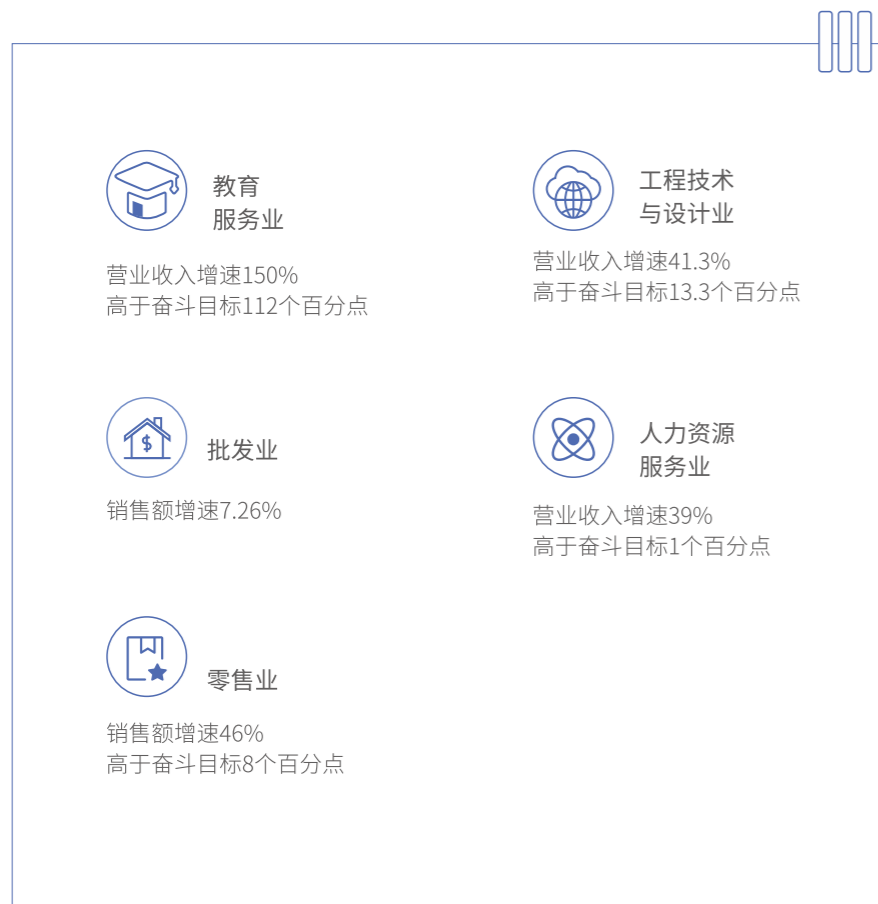 教育
服务业
营业收入增速150%
高于奋斗目标112个百分点
工程技术
与设计业
营业收入增速41.3%
高于奋斗目标13.3个百分点
批发业
销售额增速7.26%
人力资源
服务业
营业收入增速39%
高于奋斗目标1个百分点
零售业
销售额增速46%
高于奋斗目标8个百分点